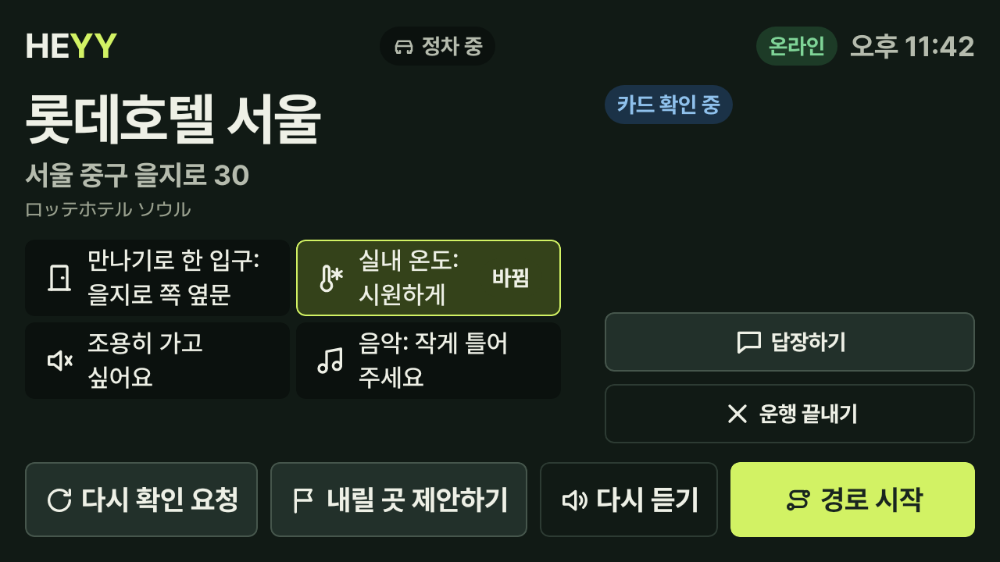 HEYY
정차 중
온라인
오후 11:42
롯데호텔 서울
카드 확인 중
서울 중구 을지로 30
ロッテホテル ソウル
만나기로 한 입구:
을지로 쪽 옆문
실내 온도:
시원하게
바뀜
조용히 가고
싶어요
음악: 작게 틀어
주세요
답장하기
운행 끝내기
다시 확인 요청
내릴 곳 제안하기
다시 듣기
경로 시작